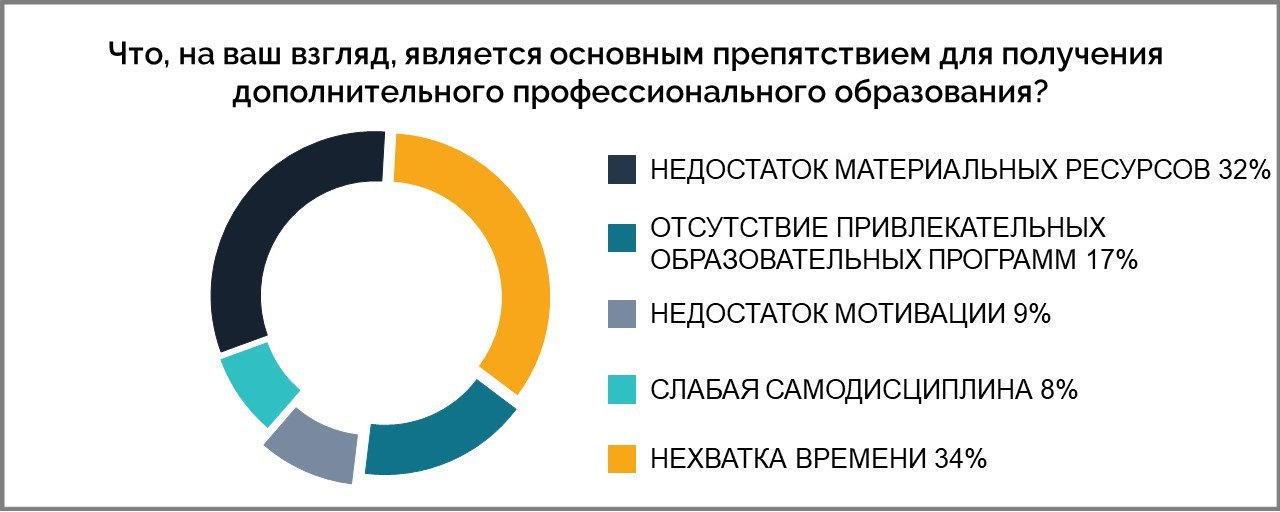 Что, на ваш взгляд, является основным препятствием для получения
дополнительного профессионального образования?
НЕДОСТАТОК МАТЕРИАЛЬНЫХ РЕСУРСОВ 32%
ОТСУТСТВИЕ ПРИВЛЕКАТЕЛЬНЫХ
ОБРАЗОВАТЕЛЬНЫХ ПРОГРАММ 17%
НЕДОСТАТОК МОТИВАЦИИ 9%
СЛАБАЯ САМОДИСЦИПЛИНА 8%
НЕХВАТКА ВРЕМЕНИ 34%